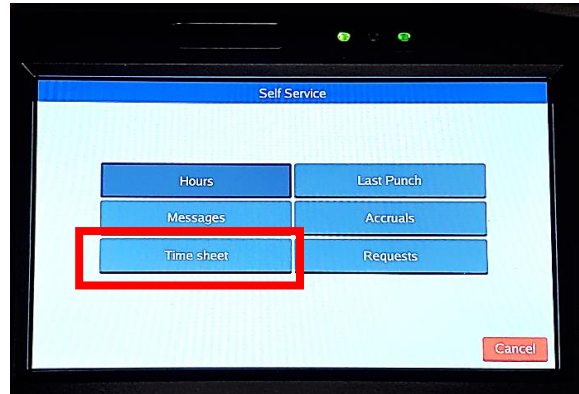 Self Service
Hours Last Punch
Messages Accruals
Time sheet Requests
Cancel